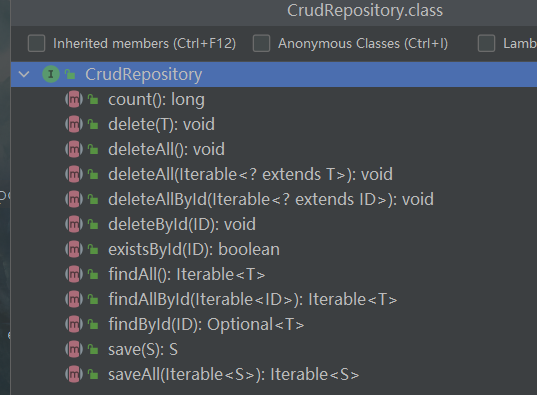 CrudRepository.class
Inherited members (Ctrl+F12) Anonymous Classes (Ctrl+I) Lamb
CrudRepository
count(): long
delete(T): void
deleteAll(): void
deleteAll(Iterable<? extends T>): void
deleteAllById(Iterable<? extends ID>): void
deleteById(ID): void
existsById(ID): boolean
findAll(): Iterable<T>
findAllById(Iterable<ID>): Iterable<T>
findById(ID): Optional<T>
save(S): S
saveAll(Iterable<S>): Iterable<S>